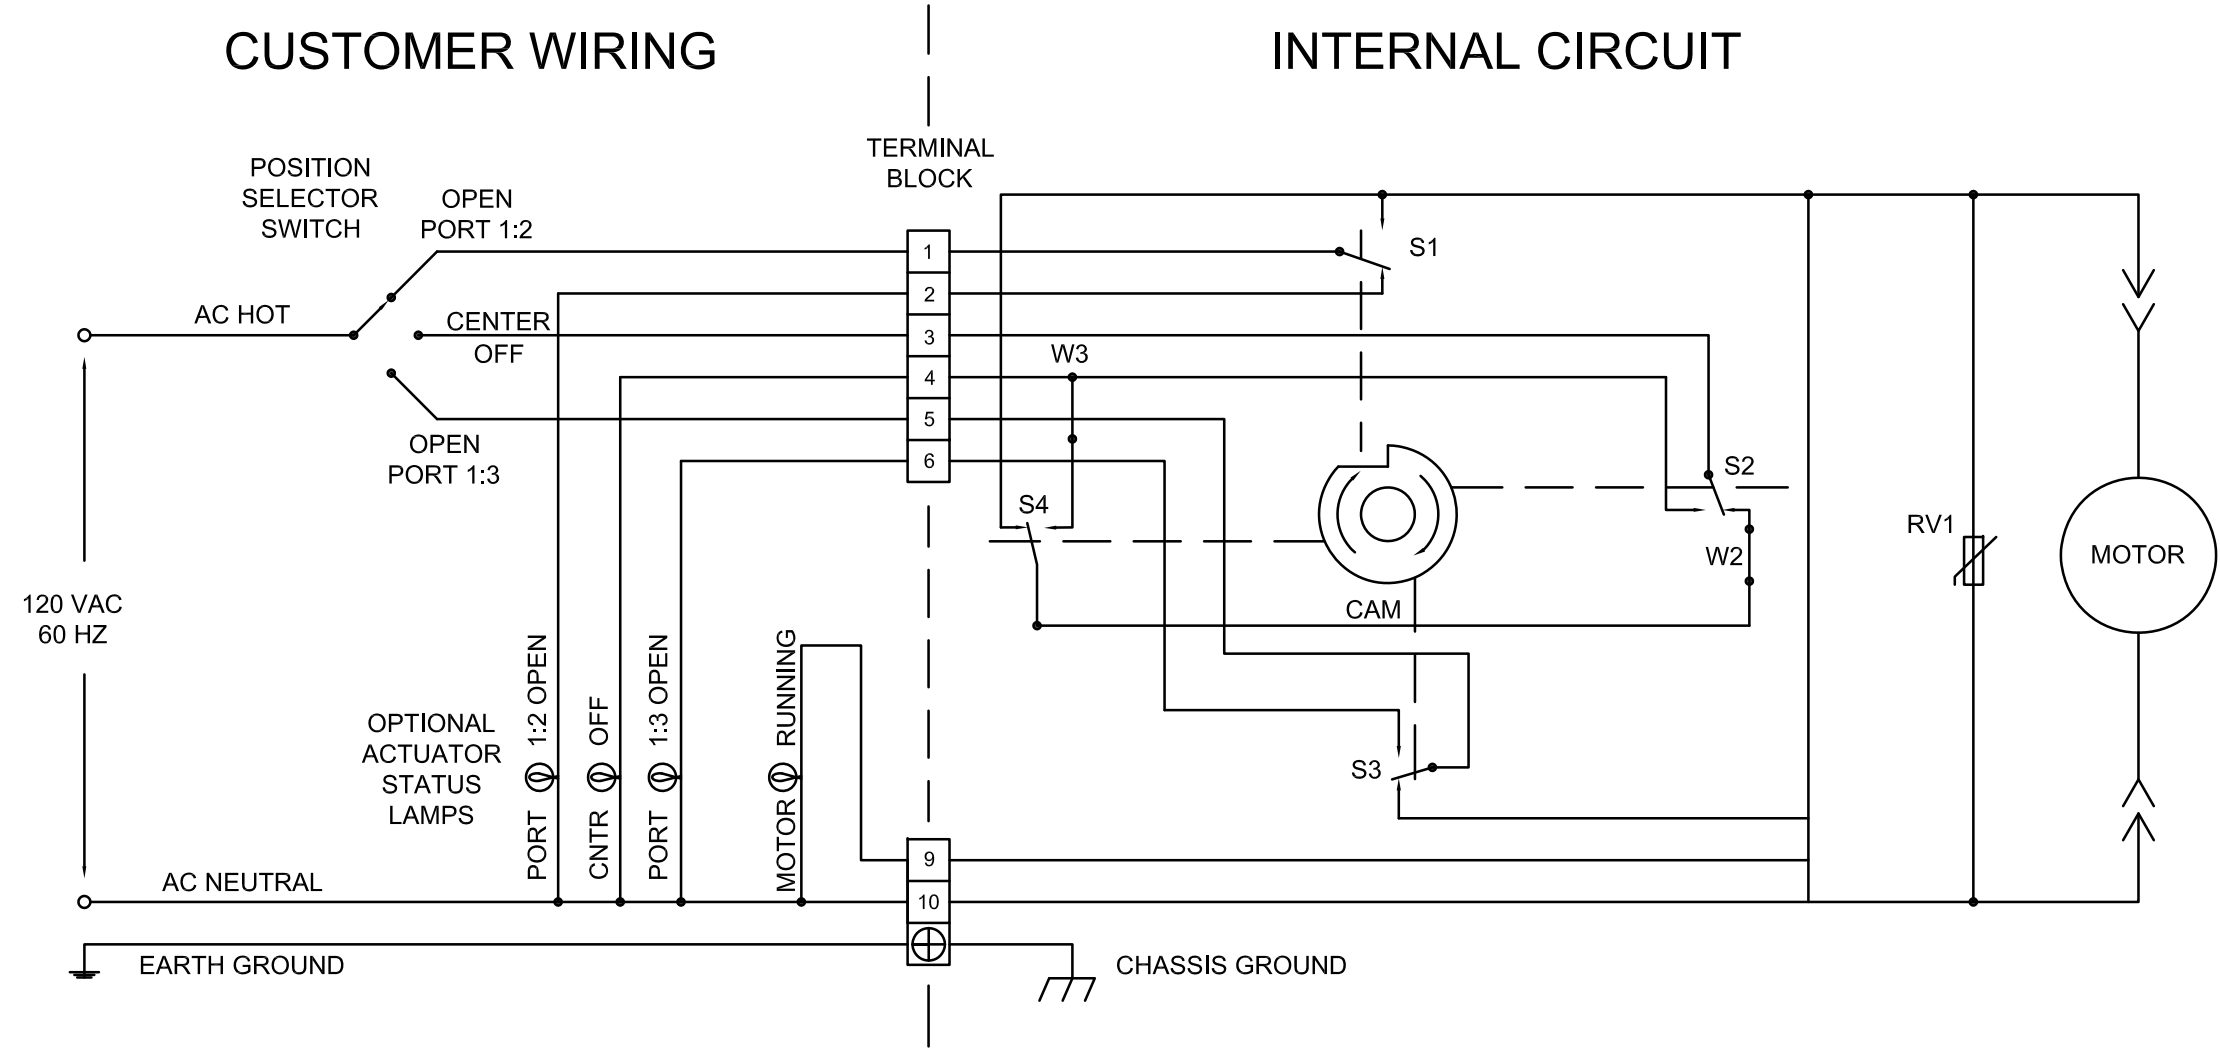 CUSTOMER WIRING
INTERNAL CIRCUIT
TERMINAL
BLOCK
POSITION
SELECTOR
SWITCH
OPEN
PORT 1:2
AC HOT
CENTER
OFF
OPEN
PORT 1:3
120 VAC
60 HZ
OPTIONAL
ACTUATOR
STATUS
LAMPS
PORT 1:2 OPEN
CNTR OFF
PORT 1:3 OPEN
MOTOR RUNNING
AC NEUTRAL
EARTH GROUND
1
2
3
4
5
6
9
10
S1
W3
S4
S2
W2
CAM
S3
RV1
MOTOR
CHASSIS GROUND